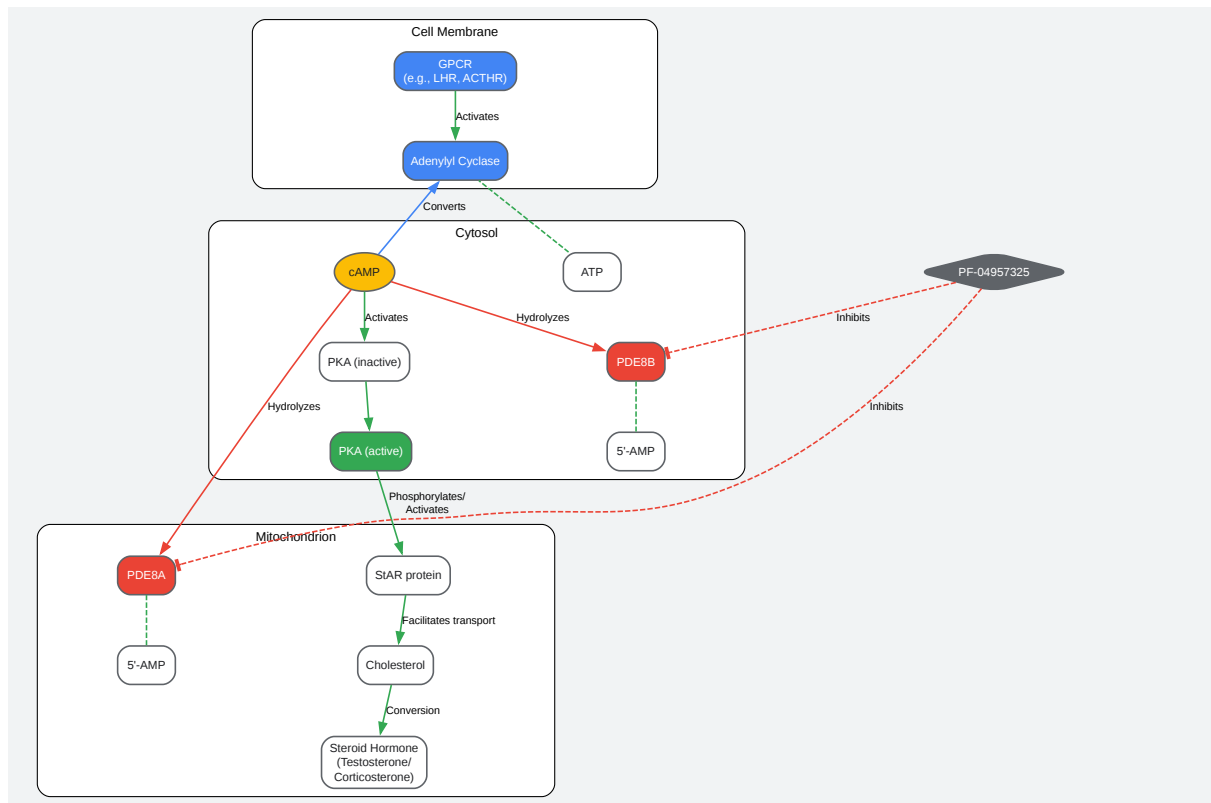 Cell Membrane
GPCR
(e.g., LHR, ACTHR)
Activates
Adenylyl Cyclase
Converts
Cytosol
cAMP
ATP
PF-04957325
Activates
Hydrolyzes
Inhibits
PKA (inactive)
PDE8B
Hydrolyzes
Inhibits
PKA (active)
5'-AMP
Phosphorylates/
Activates
Mitochondrion
PDE8A
StAR protein
Facilitates transport
5'-AMP
Cholesterol
Conversion
Steroid Hormone
(Testosterone/
Corticosterone)